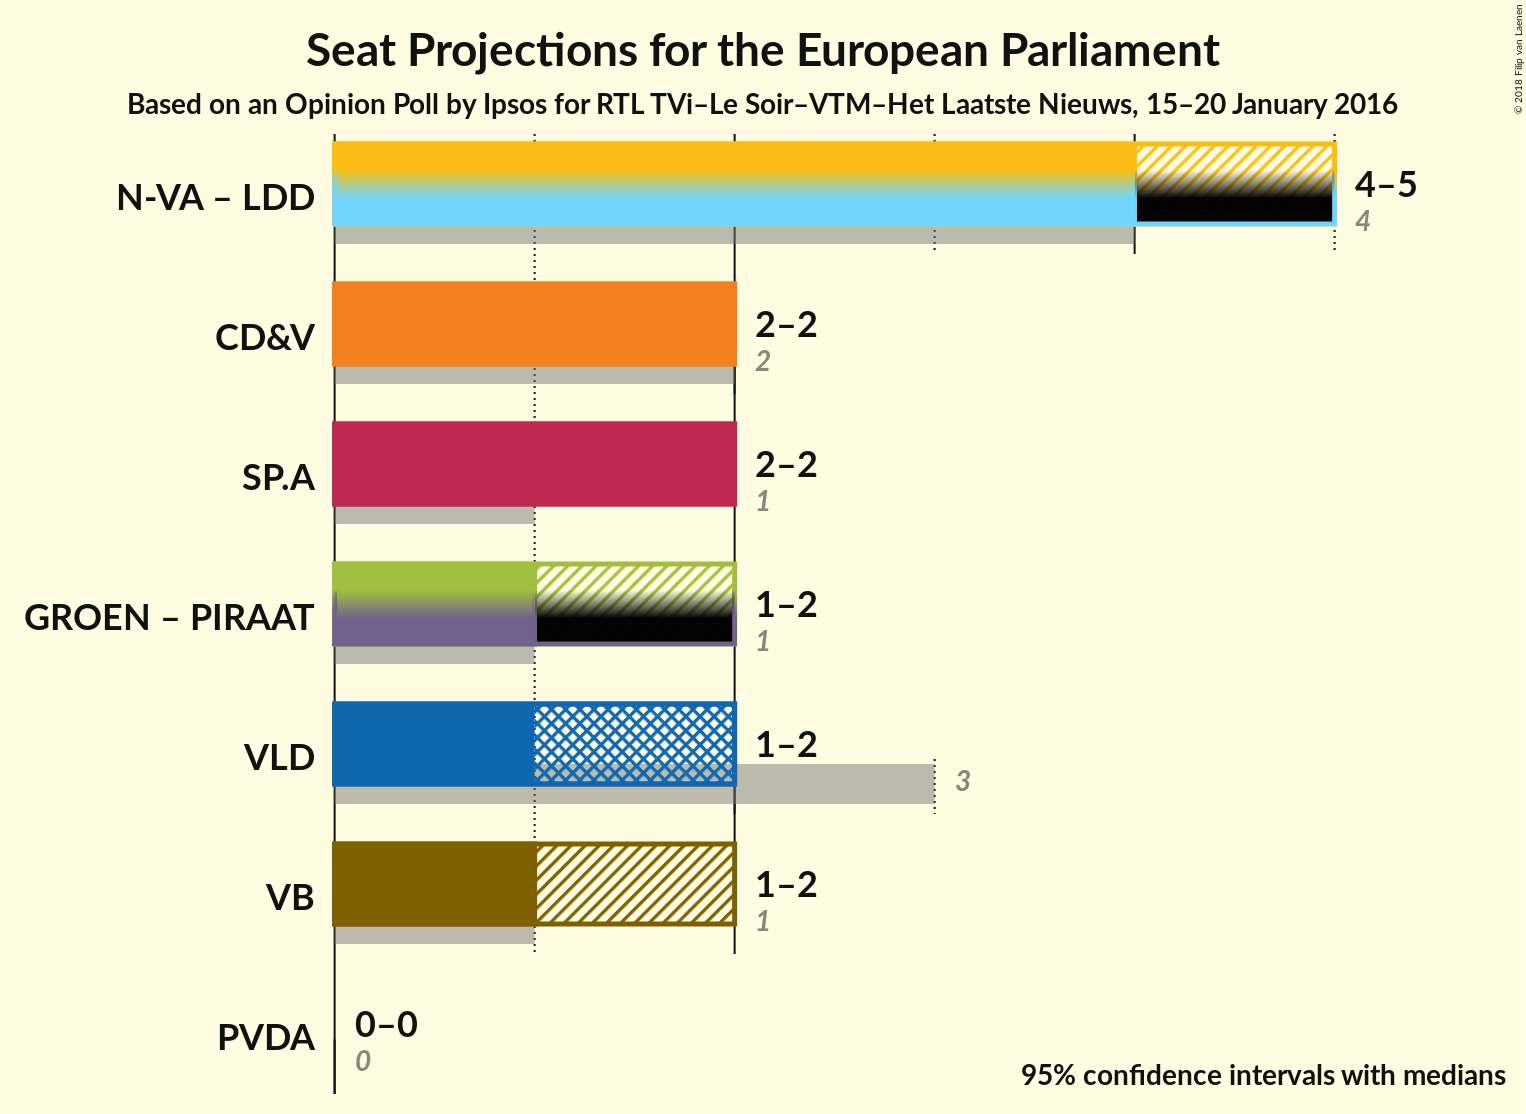 Seat Projections for the European Parliament
Based on an Opinion Poll by Ipsos for RTL TVi–Le Soir–VTM–Het Laatste Nieuws, 15–20 January 2016
© 2018 Filip van Laenen
N-VA – LDD
4–5
4
CD&V
2–2
2
SP.A
2–2
1
GROEN – PIRAAT
1–2
1
VLD
1–2
3
VB
1–2
1
PVDA
0–0
0
95% confidence intervals with medians